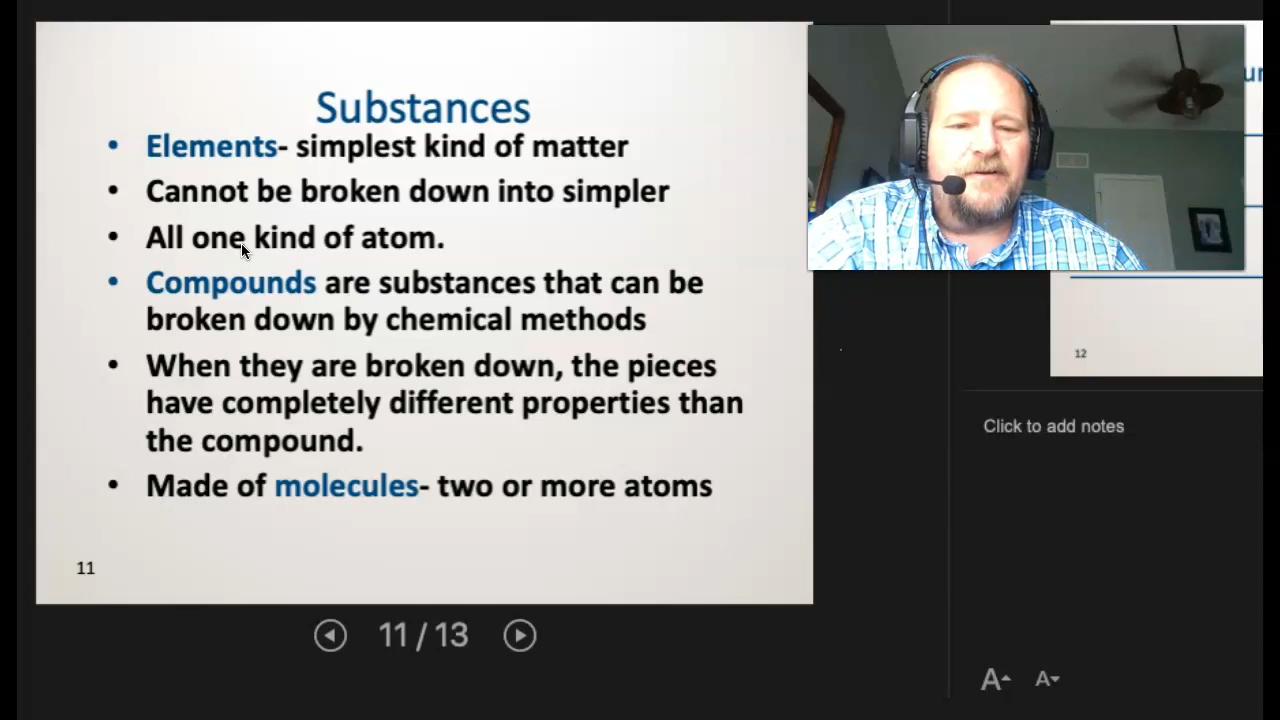 Substances
• Elements- simplest kind of matter
• Cannot be broken down into simpler
• All one kind of atom.
• Compounds are substances that can be
broken down by chemical methods
• When they are broken down, the pieces
have completely different properties than
the compound.
• Made of molecules- two or more atoms
11
11 / 13
ur
12
Click to add notes
A
A